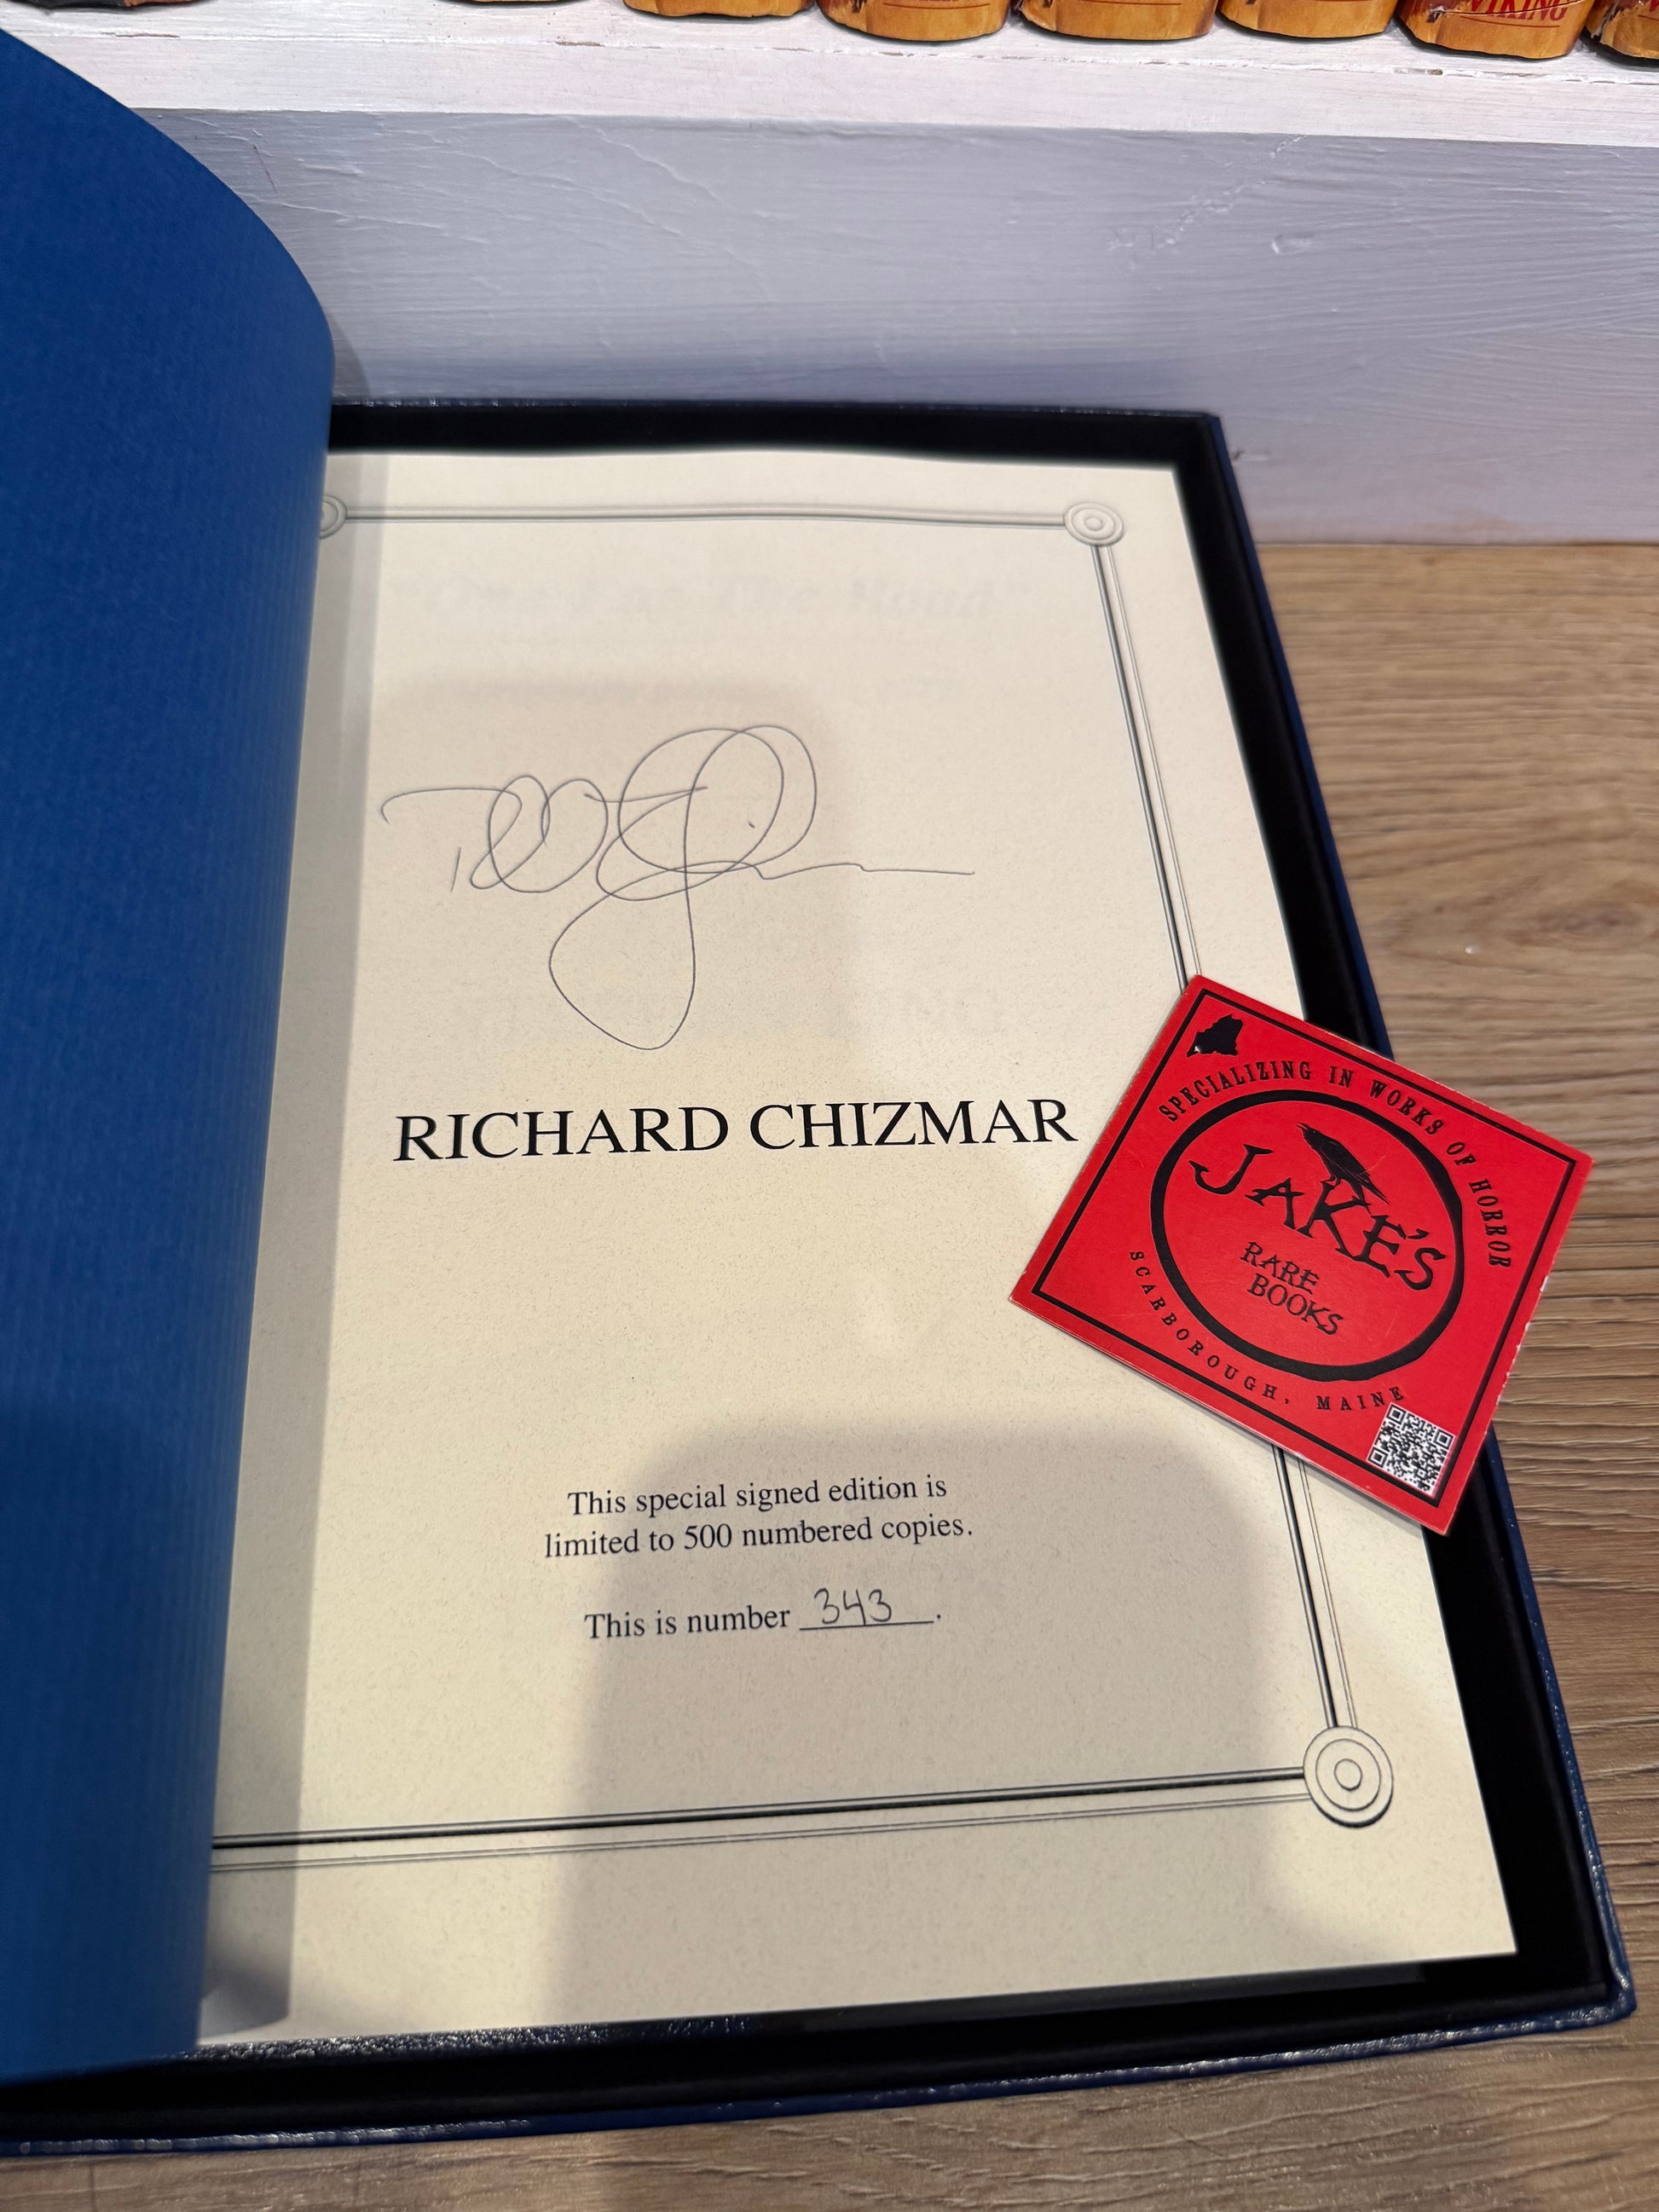 VIKING
RICHARD CHIZMAR
SPECIALIZING IN WORKS OF HORROR
JAKE'S
RARE
BOOKS
SCARBOROUGH, MAINE
This special signed edition is
limited to 500 numbered copies.
This is number 343.